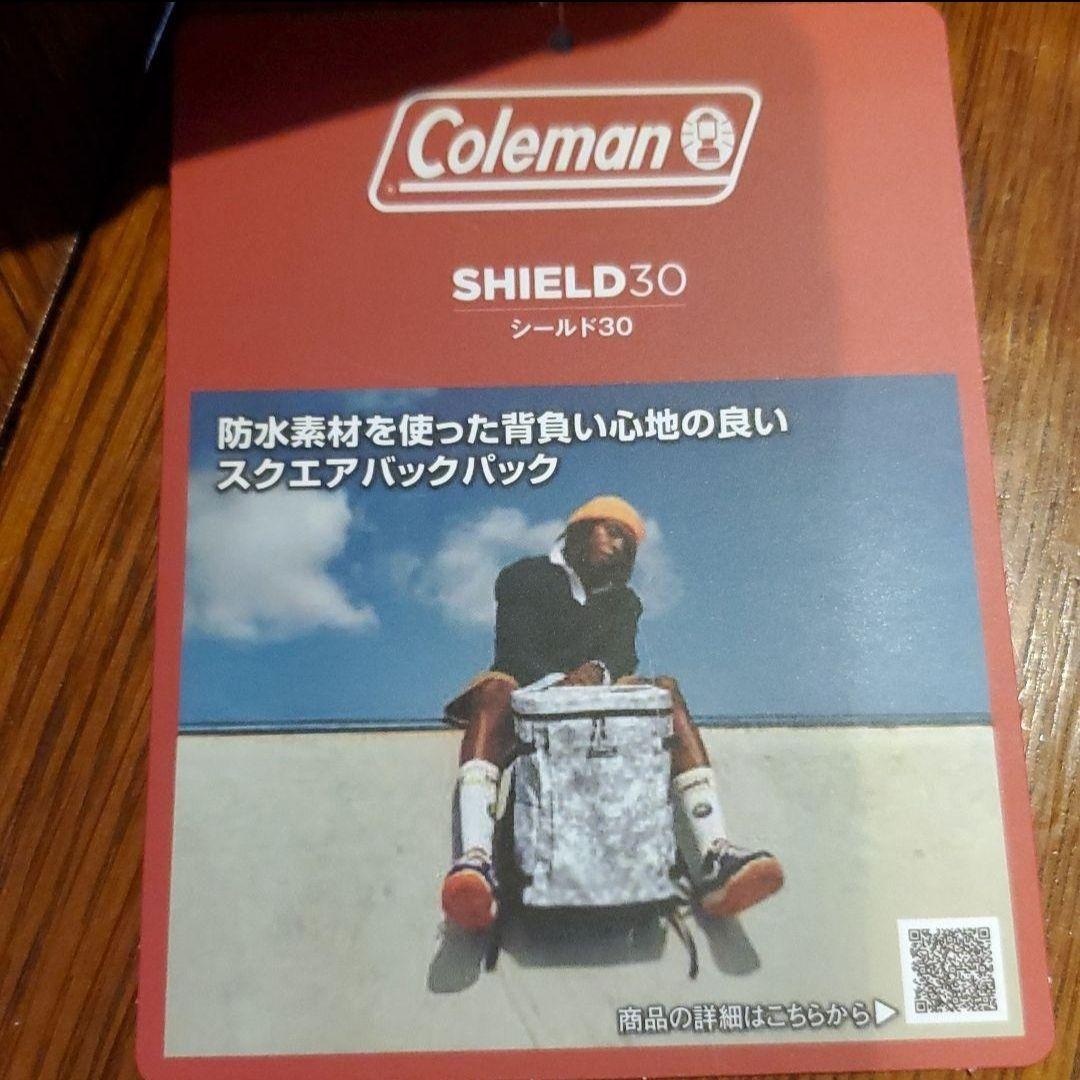 Coleman
SHIELD30
シールド30
防水素材を使った背負い心地の良い
スクエアバックパック
商品の詳細はこちらから▶